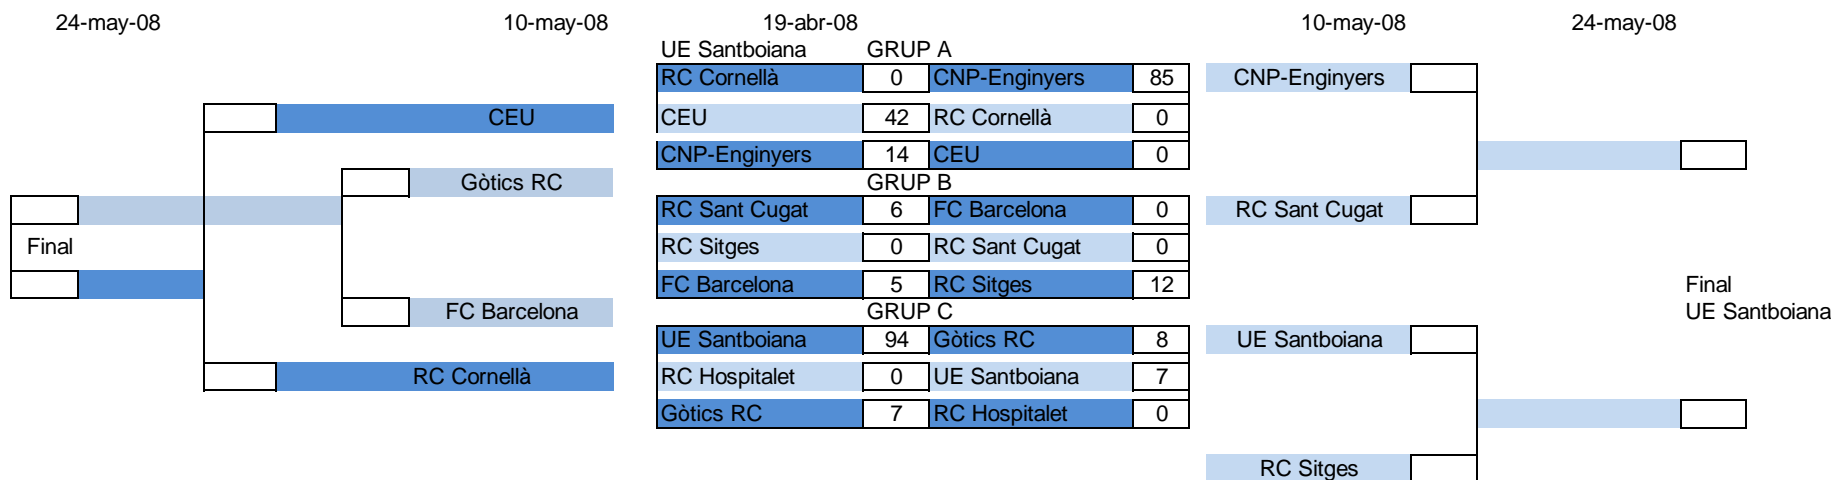 24-may-08 10-may-08 19-abr-08 10-may-08 24-may-08
UE Santboiana GRUP A
RC Cornellà 0 CNP-Enginyers 85 CNP-Enginyers
CEU CEU 42 RC Cornellà 0
CNP-Enginyers 14 CEU 0
Gòtics RC GRUP B
RC Sant Cugat 6 FC Barcelona 0 RC Sant Cugat
Final RC Sitges 0 RC Sant Cugat 0
FC Barcelona 5 RC Sitges 12 Final
FC Barcelona GRUP C UE Santboiana
UE Santboiana 94 Gòtics RC 8 UE Santboiana
RC Cornellà RC Hospitalet 0 UE Santboiana 7
Gòtics RC 7 RC Hospitalet 0
RC Sitges